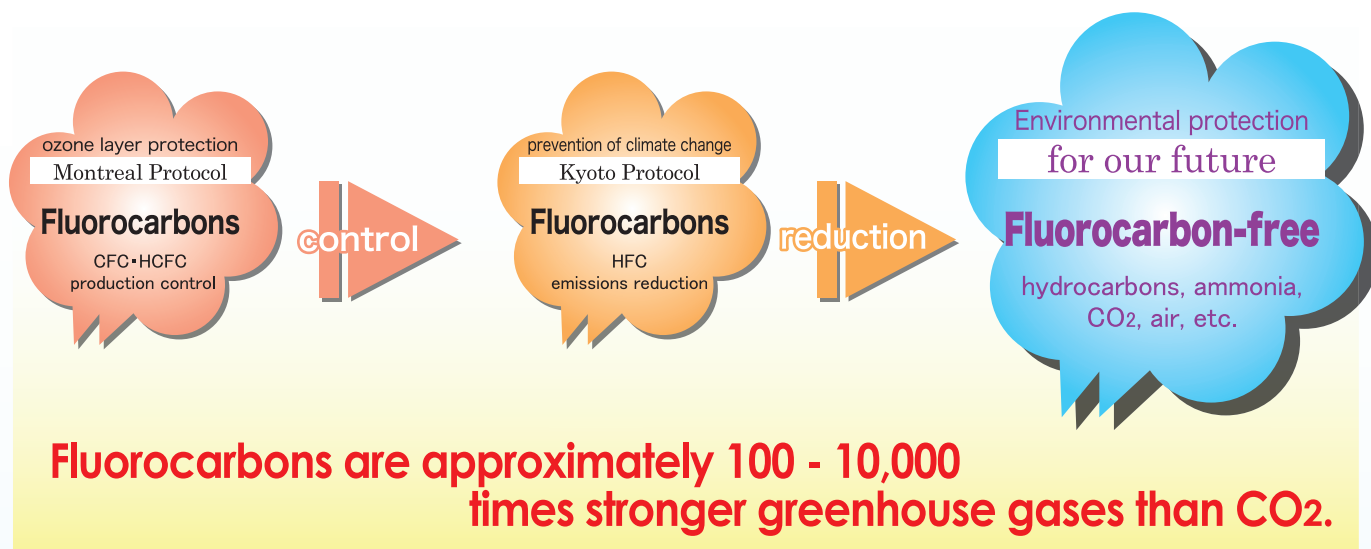 ozone layer protection
Montreal Protocol
Fluorocarbons
CFC・HCFC
production control
control
prevention of climate change
Kyoto Protocol
Fluorocarbons
HFC
emissions reduction
reduction
Environmental protection
for our future
Fluorocarbon-free
hydrocarbons, ammonia,
CO2, air, etc.
Fluorocarbons are approximately 100 - 10,000
times stronger greenhouse gases than CO2.